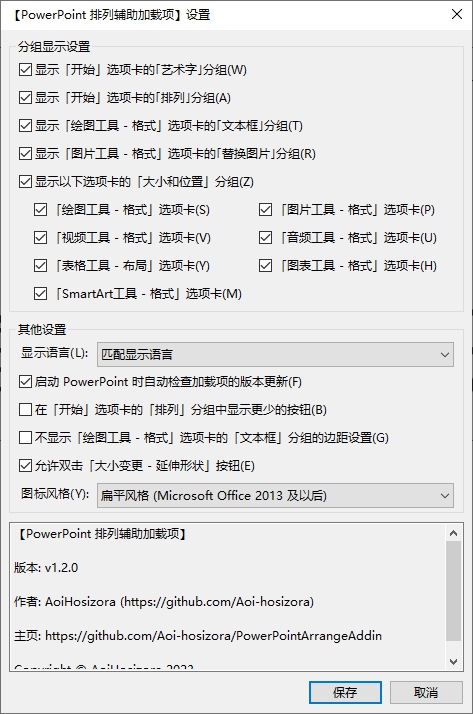 【PowerPoint 排列辅助加载项】设置
分组显示设置
显示「开始」选项卡的「艺术字」分组(W)
显示「开始」选项卡的「排列」分组(A)
显示「绘图工具 - 格式」选项卡的「文本框」分组(T)
显示「图片工具 - 格式」选项卡的「替换图片」分组(R)
显示以下选项卡的「大小和位置」分组(Z)
「绘图工具 - 格式」选项卡(S) 「图片工具 - 格式」选项卡(P)
「视频工具 - 格式」选项卡(V) 「音频工具 - 格式」选项卡(U)
「表格工具 - 布局」选项卡(Y) 「图表工具 - 格式」选项卡(H)
「SmartArt工具 - 格式」选项卡(M)
其他设置
显示语言(L): 匹配显示语言
启动 PowerPoint 时自动检查加载项的版本更新(F)
在「开始」选项卡的「排列」分组中显示更少的按钮(B)
不显示「绘图工具 - 格式」选项卡的「文本框」分组的边距设置(G)
允许双击「大小变更 - 延伸形状」按钮(E)
图标风格(Y): 扁平风格 (Microsoft Office 2013 及以后)
【PowerPoint 排列辅助加载项】
版本: v1.2.0
作者: AoiHosizora (https://github.com/Aoi-hosizora)
主页: https://github.com/Aoi-hosizora/PowerPointArrangeAddin
Copyright © AoiHosizora 2023
保存 取消